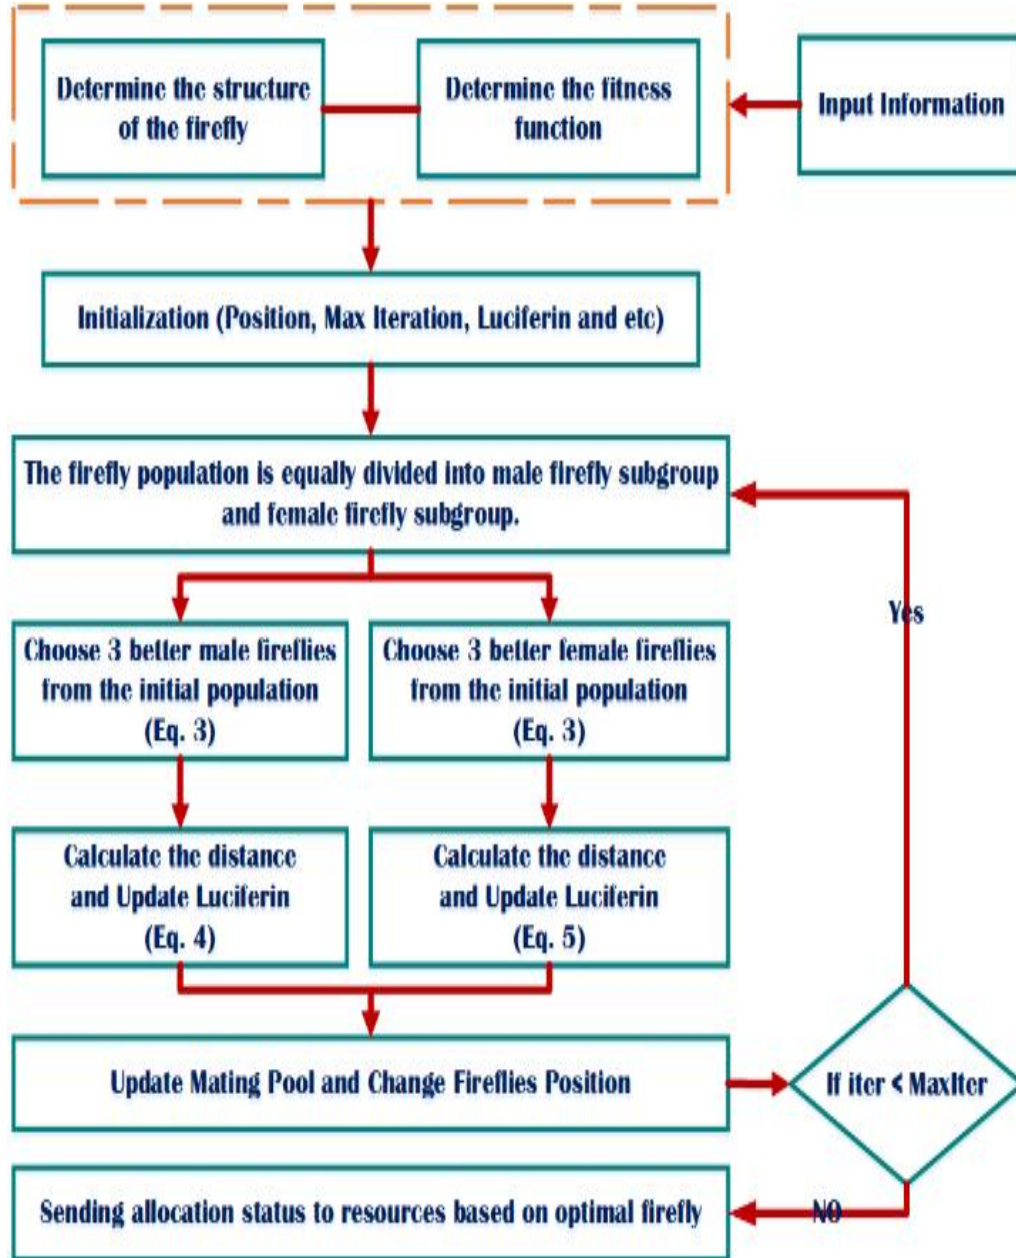 Determine the structure
of the firefly
Determine the fitness
function
Input Information
Initialization (Position, Max Iteration, Luciferin and etc)
The firefly population is equally divided into male firefly subgroup
and female firefly subgroup.
Yes
Choose 3 better male fireflies
from the initial population
(Eq. 3)
Choose 3 better female fireflies
from the initial population
(Eq. 3)
Calculate the distance
and Update Luciferin
(Eq. 4)
Calculate the distance
and Update Luciferin
(Eq. 5)
Update Mating Pool and Change Fireflies Position
If iter < MaxIter
Sending allocation status to resources based on optimal firefly
NO